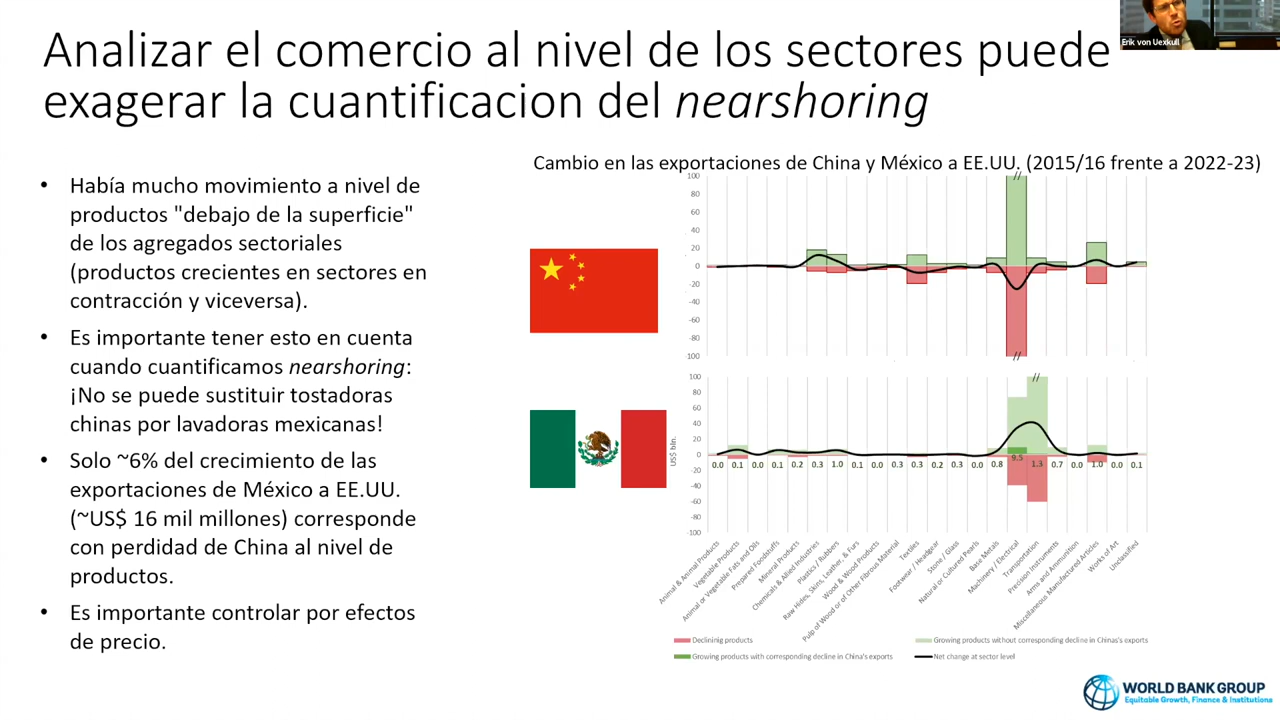 Analizar el comercio al nivel de los sectores puede
exagerar la cuantificacion del nearshoring
Erik von Uexkull
• Había mucho movimiento a nivel de
productos "debajo de la superficie"
de los agregados sectoriales
(productos crecientes en sectores en
contracción y viceversa).
• Es importante tener esto en cuenta
cuando cuantificamos nearshoring:
¡No se puede sustituir tostadoras
chinas por lavadoras mexicanas!
• Solo ~6% del crecimiento de las
exportaciones de México a EE.UU.
(~US$ 16 mil millones) corresponde
con perdidad de China al nivel de
productos.
• Es importante controlar por efectos
de precio.
Cambio en las exportaciones de China y México a EE.UU. (2015/16 frente a 2022-23)
100
80
60
40
20
0
-20
-40
-60
-80
100
//
//
US$ bln.
100
80
60
40
20
0
-20
-40
-60
-80
-100
//
0.0 0.1 0.0 0.1 0.2 0.3 1.0 0.1 0.0 0.3 0.3 0.2 0.3 0.0 0.8 9.5 1.3 0.7 0.0 1.0 0.0 0.1
Animal & Animal Products
Vegetable Products
Animal or Vegetable Fats and Oils
Prepared Foodstuffs
Mineral Products
Chemicals & Allied Industries
Plastics / Rubbers
Raw Hides, Skins, Leather, & Furs
Wood & Wood Products
Pulp of Wood or of Other Fibrous Material
Textiles
Footwear / Headgear
Stone / Glass
Natural or Cultured Pearls
Base Metals
Machinery / Electrical
Transportation
Precision Instruments
Arms and Ammunition
Miscellaneous Manufactured Articles
Works of Art
Unclassified
Declininig products
Growing products without corresponding decline in Chinas's exports
Growing products with corresponding decline in China's exports
Net change at sector level
WORLD BANK GROUP
Equitable Growth, Finance & Institutions